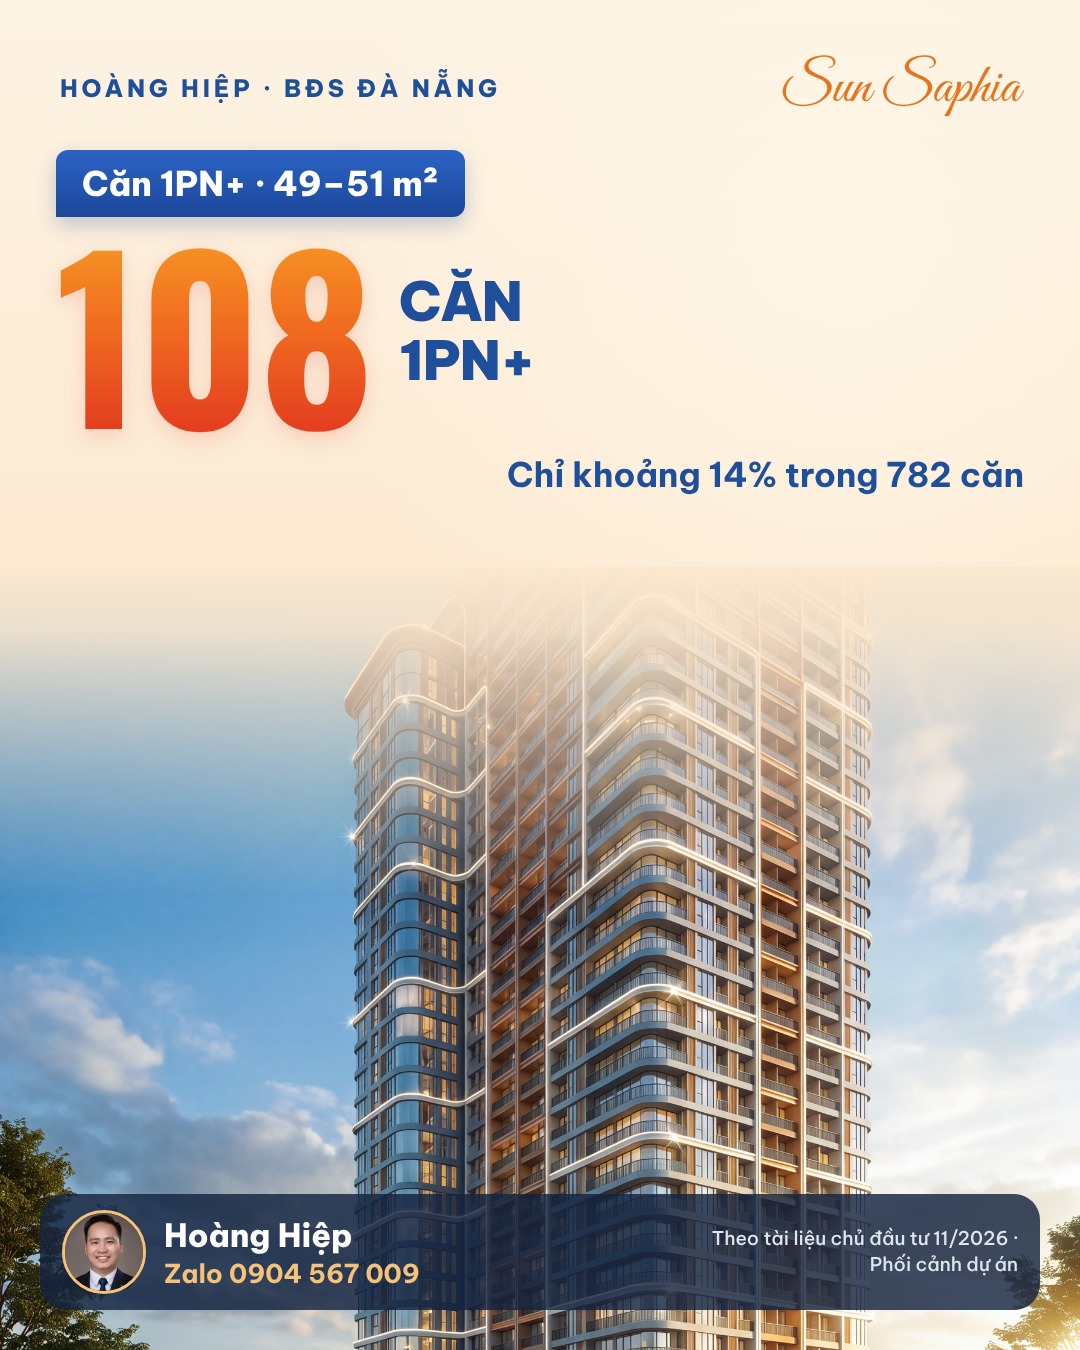 HOÀNG HIỆP · BĐS ĐÀ NẴNG
Sun Saphia
Căn 1PN+ · 49–51 m²
108
CĂN
1PN+
Chỉ khoảng 14% trong 782 căn
Hoàng Hiệp
Zalo 0904 567 009
Theo tài liệu chủ đầu tư 11/2026 ·
Phối cảnh dự án